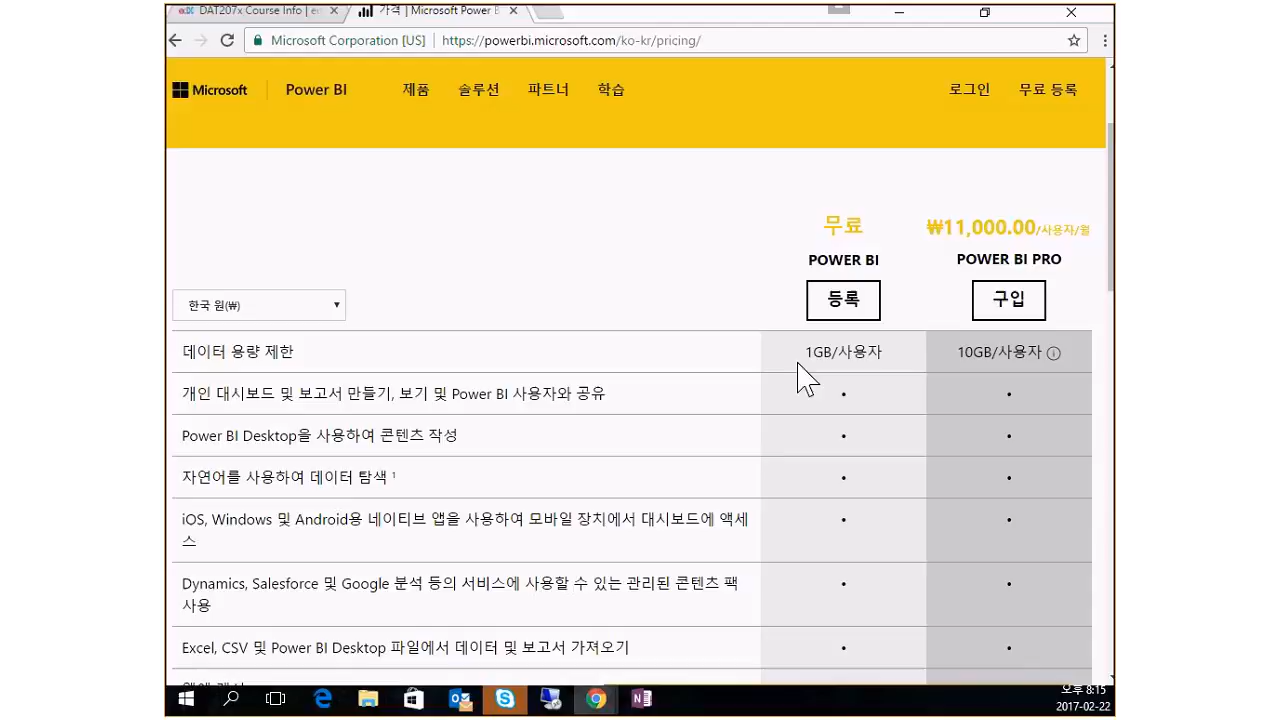 DAT207x Course Info | e
가격 | Microsoft Power B
Microsoft Corporation [US] https://powerbi.microsoft.com/ko-kr/pricing/
Microsoft Power BI 제품 솔루션 파트너 학습 로그인 무료 등록
무료 ₩11,000.00/사용자/월
POWER BI POWER BI PRO
한국 원(₩) 등록 구입
데이터 용량 제한 1GB/사용자 10GB/사용자
개인 대시보드 및 보고서 만들기, 보기 및 Power BI 사용자와 공유
Power BI Desktop을 사용하여 콘텐츠 작성
자연어를 사용하여 데이터 탐색 1
iOS, Windows 및 Android용 네이티브 앱을 사용하여 모바일 장치에서 대시보드에 액세
스
Dynamics, Salesforce 및 Google 분석 등의 서비스에 사용할 수 있는 관리된 콘텐츠 팩
사용
Excel, CSV 및 Power BI Desktop 파일에서 데이터 및 보고서 가져오기
오후 8:15
2017-02-22